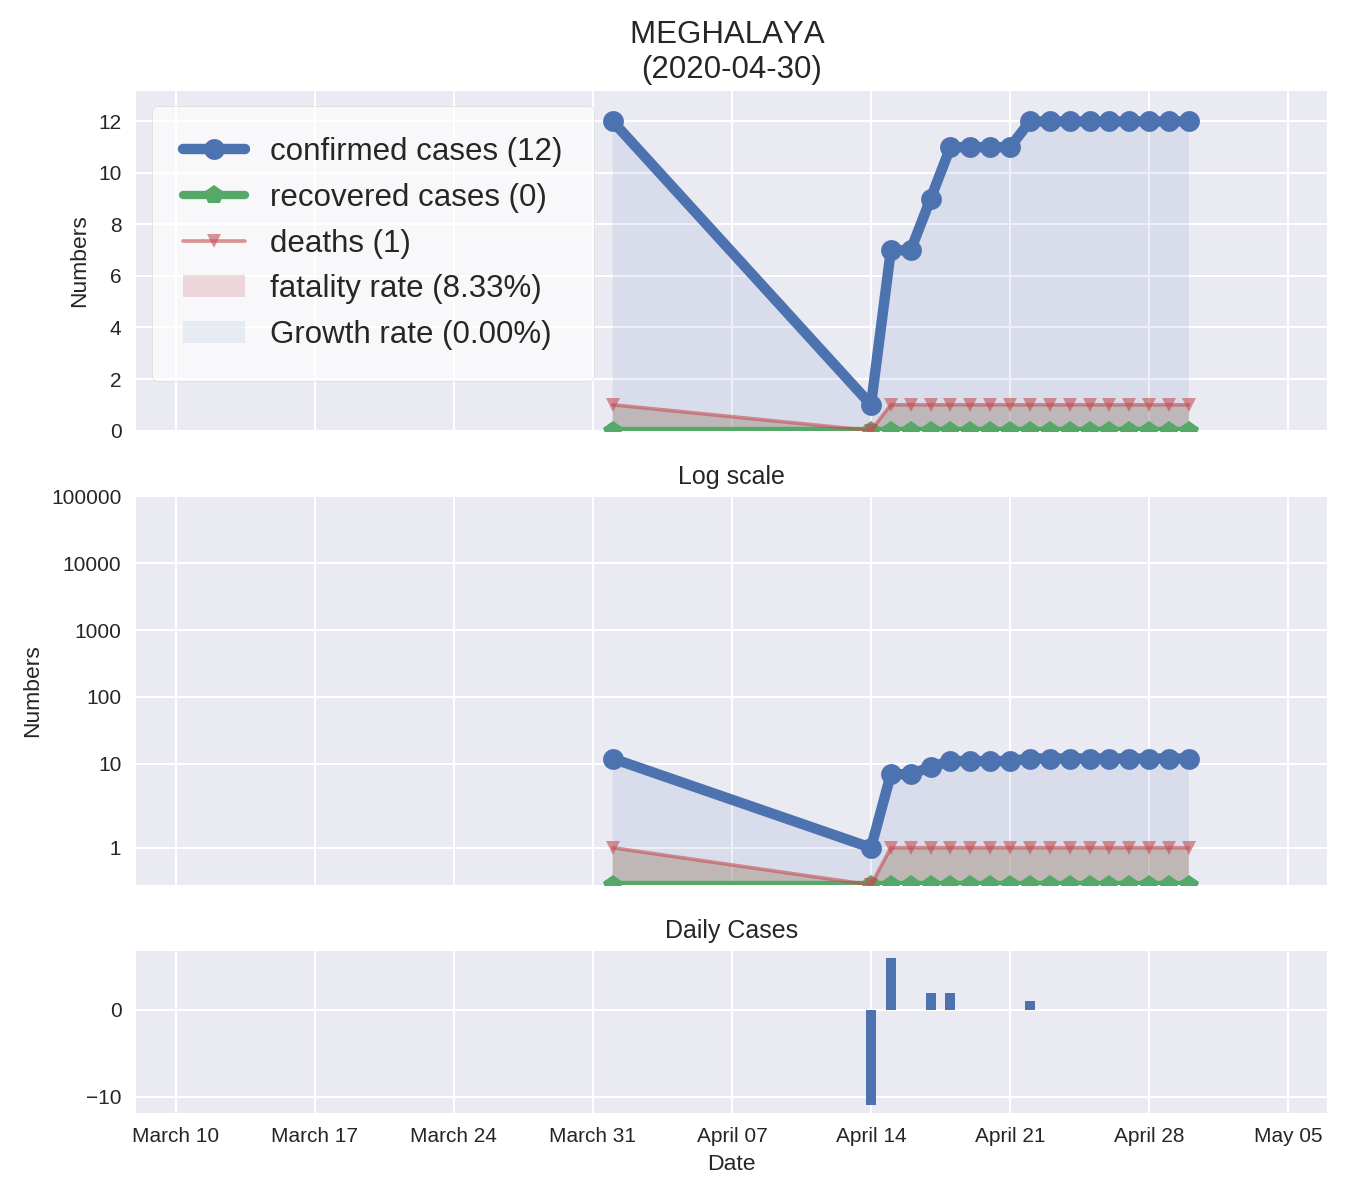 MEGHALAYA
(2020-04-30)
confirmed cases (12)
recovered cases (0)
deaths (1)
fatality rate (8.33%)
Growth rate (0.00%)
Numbers
12
10
8
6
4
2
0
Log scale
Numbers
100000
10000
1000
100
10
1
Daily Cases
0
−10
March 10 March 17 March 24 March 31 April 07 April 14 April 21 April 28 May 05
Date